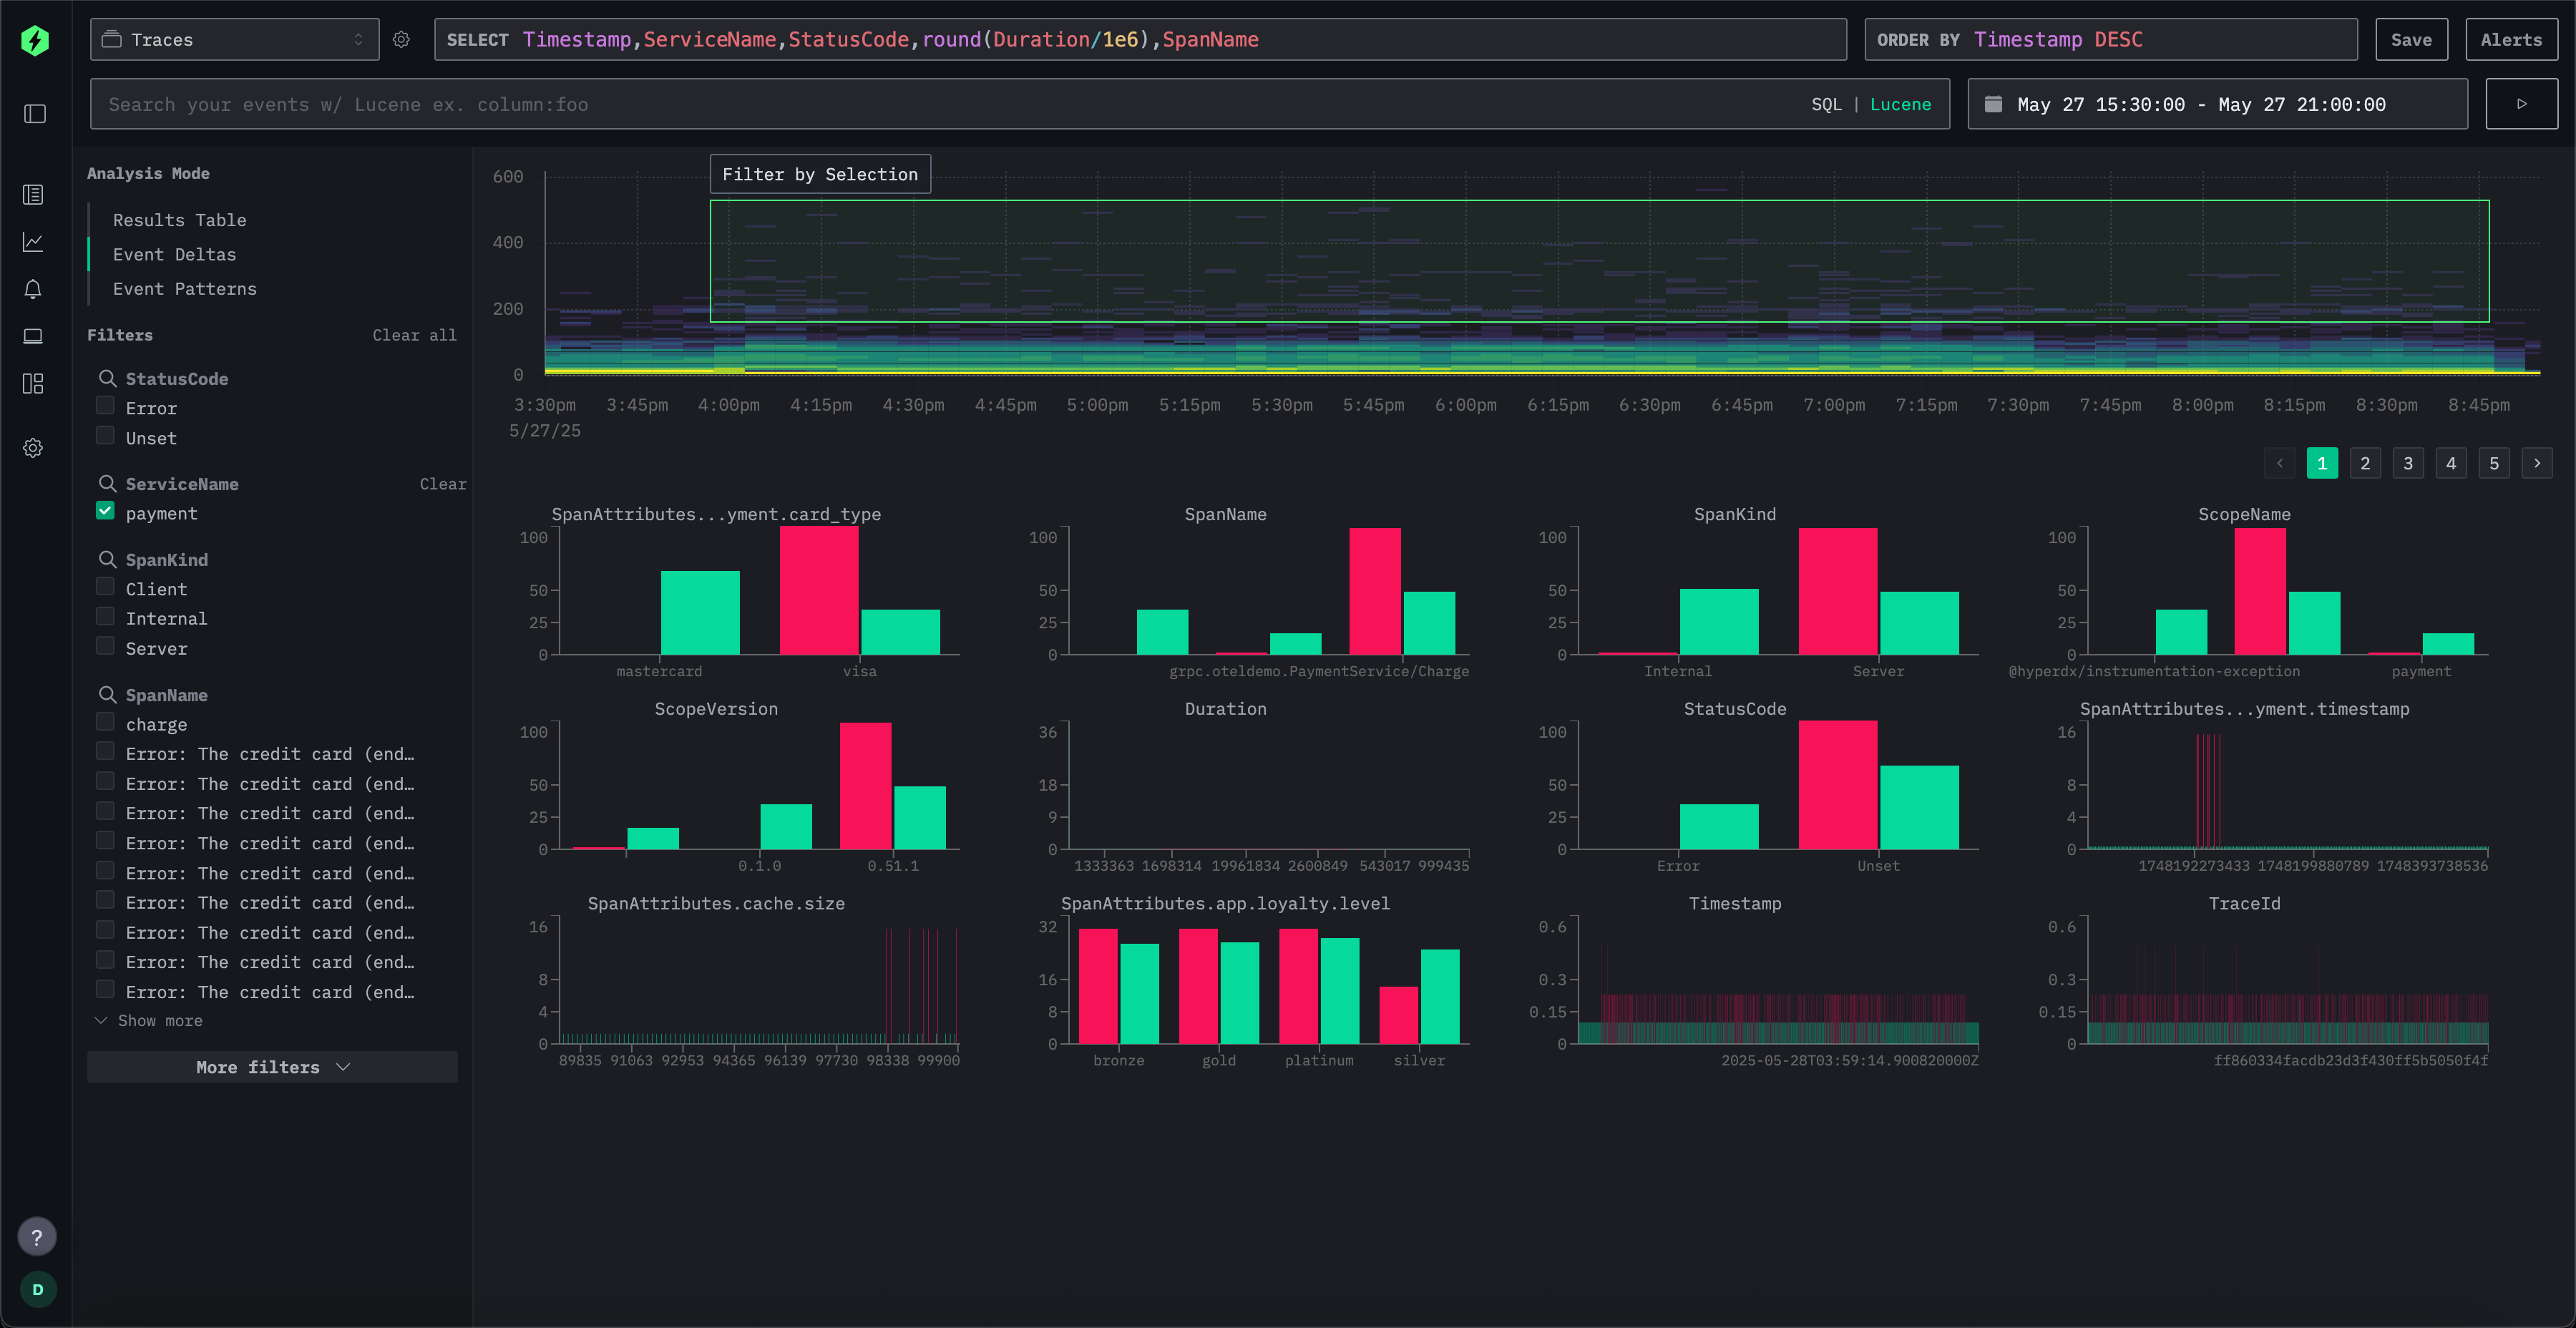 Traces
SELECT Timestamp,ServiceName,StatusCode,round(Duration/1e6),SpanName
ORDER BY Timestamp DESC
Save
Alerts
Search your events w/ Lucene ex. column:foo
SQL | Lucene
May 27 15:30:00 - May 27 21:00:00
Analysis Mode
Results Table
Event Deltas
Event Patterns
Filters
Clear all
StatusCode
Error
Unset
ServiceName
Clear
payment
SpanKind
Client
Internal
Server
SpanName
charge
Error: The credit card (end…
Error: The credit card (end…
Error: The credit card (end…
Error: The credit card (end…
Error: The credit card (end…
Error: The credit card (end…
Error: The credit card (end…
Error: The credit card (end…
Error: The credit card (end…
Show more
More filters
?
D
Filter by Selection
600
400
200
0
3:30pm 3:45pm 4:00pm 4:15pm 4:30pm 4:45pm 5:00pm 5:15pm 5:30pm 5:45pm 6:00pm 6:15pm 6:30pm 6:45pm 7:00pm 7:15pm 7:30pm 7:45pm 8:00pm 8:15pm 8:30pm 8:45pm
5/27/25
1 2 3 4 5
SpanAttributes...yment.card_type
100
50
25
0
mastercard visa
SpanName
100
50
25
0
grpc.oteldemo.PaymentService/Charge
SpanKind
100
50
25
0
Internal Server
ScopeName
100
50
25
0
@hyperdx/instrumentation-exception payment
ScopeVersion
100
50
25
0
0.1.0 0.51.1
Duration
36
18
9
0
1333363 1698314 19961834 2600849 543017 999435
StatusCode
100
50
25
0
Error Unset
SpanAttributes...yment.timestamp
16
8
4
0
1748192273433 1748199880789 1748393738536
SpanAttributes.cache.size
16
8
4
0
89835 91063 92953 94365 96139 97730 98338 99900
SpanAttributes.app.loyalty.level
32
16
8
0
bronze gold platinum silver
Timestamp
0.6
0.3
0.15
0
2025-05-28T03:59:14.900820000Z
TraceId
0.6
0.3
0.15
0
ff860334facdb23d3f430ff5b5050f4f